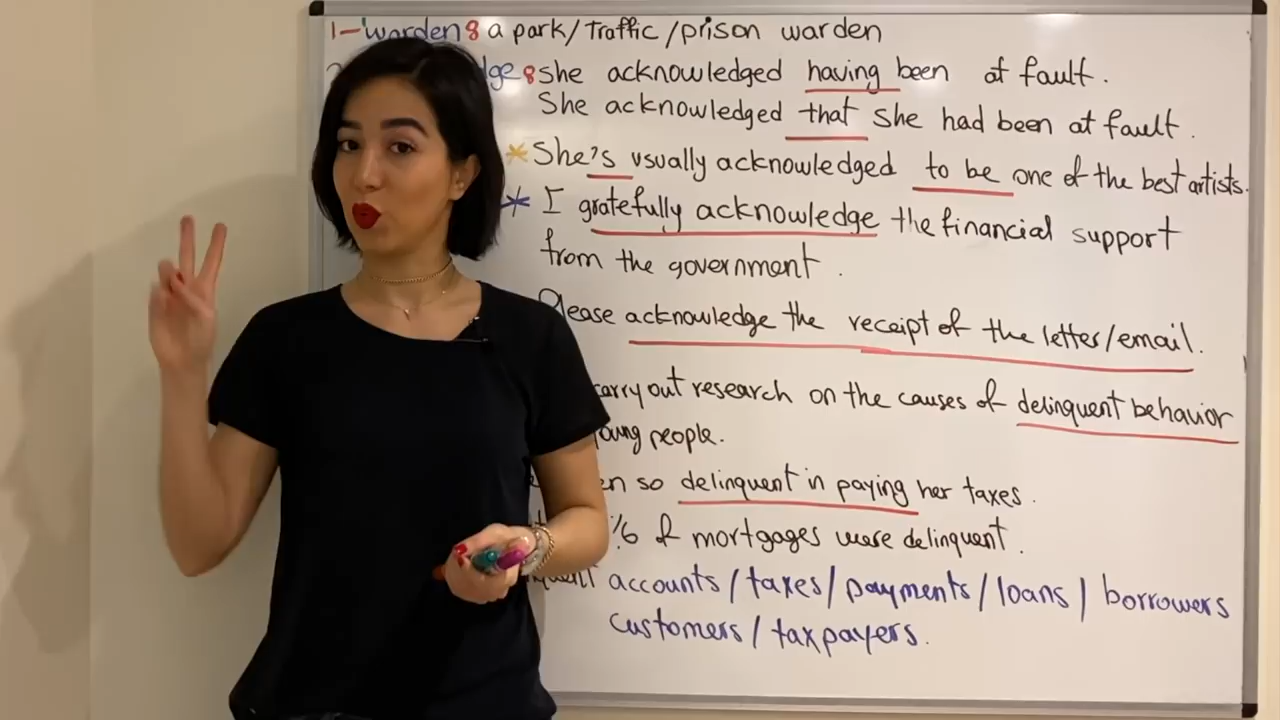 1- warden: a park/Traffic/prison warden
she acknowledged having been at fault.
She acknowledged that she had been at fault.
* She's usually acknowledged to be one of the best artists.
* I gratefully acknowledge the financial support
from the government.
Please acknowledge the receipt of the letter/email.
carry out research on the causes of delinquent behavior
young people.
so delinquent in paying her taxes.
% of mortgages were delinquent.
accounts/taxes/payments/loans/borrowers
customers/taxpayers.